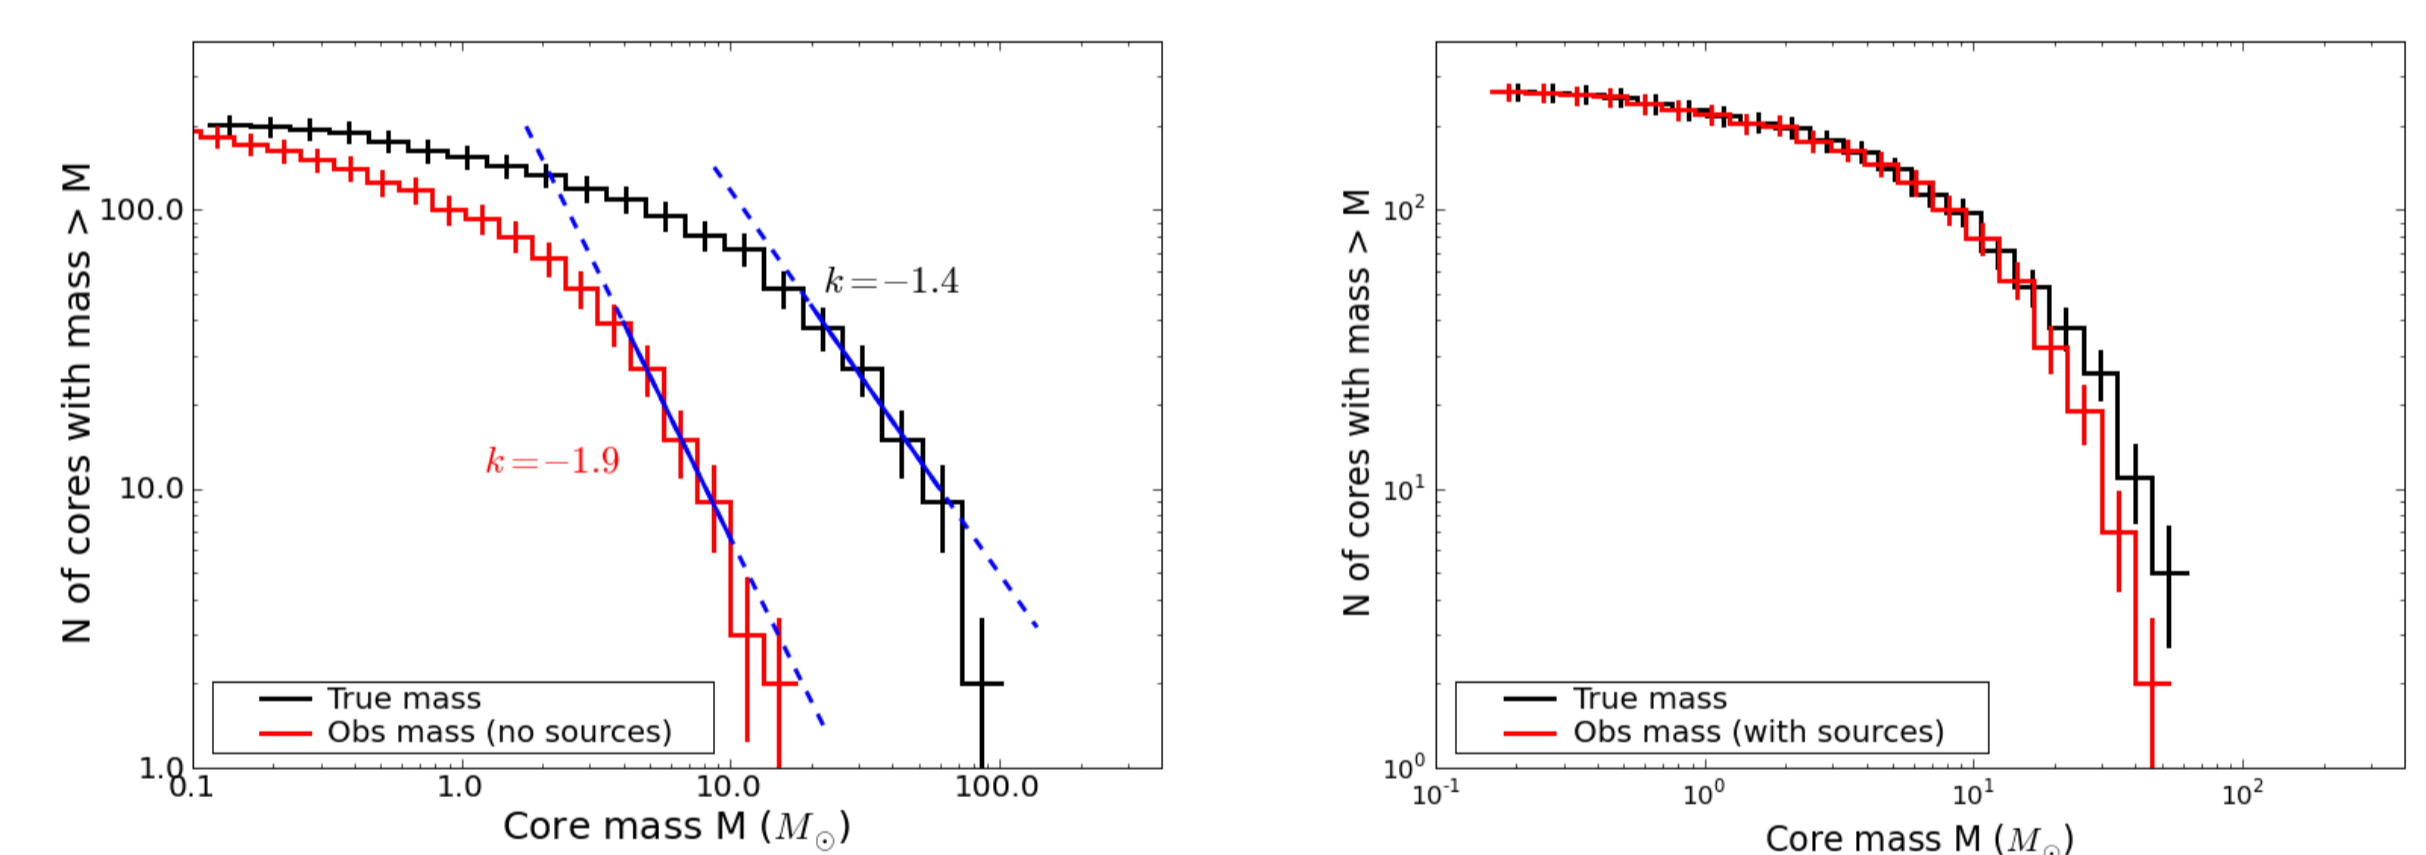 N of cores with mass > M
100.0
10.0
1.0
k=−1.4
k=−1.9
True mass
Obs mass (no sources)
0.1 1.0 10.0 100.0
Core mass M (M⊙)
N of cores with mass > M
10²
10¹
10⁰
True mass
Obs mass (with sources)
10⁻¹ 10⁰ 10¹ 10²
Core mass M (M⊙)